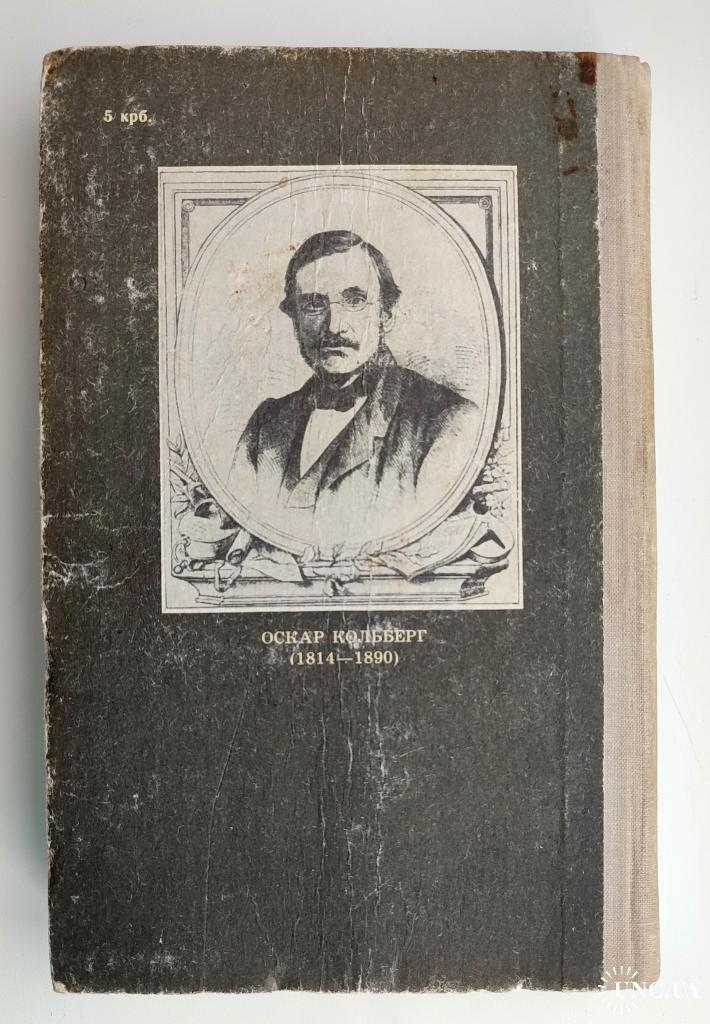 5 крб.
ОСКАР КОЛЬБЕРГ
(1814—1890)
UNC.UA